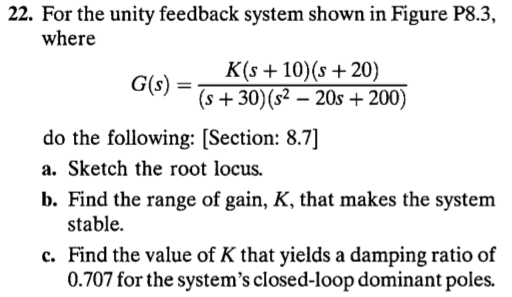 22. For the unity feedback system shown in Figure P8.3,
where
G(s) = K(s + 10)(s + 20) / (s + 30)(s² − 20s + 200)
do the following: [Section: 8.7]
a. Sketch the root locus.
b. Find the range of gain, K, that makes the system
stable.
c. Find the value of K that yields a damping ratio of
0.707 for the system's closed-loop dominant poles.